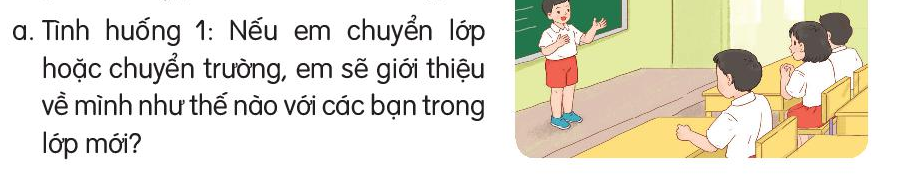 a. Tình huống 1: Nếu em chuyển lớp
hoặc chuyển trường, em sẽ giới thiệu
về mình như thế nào với các bạn trong
lớp mới?